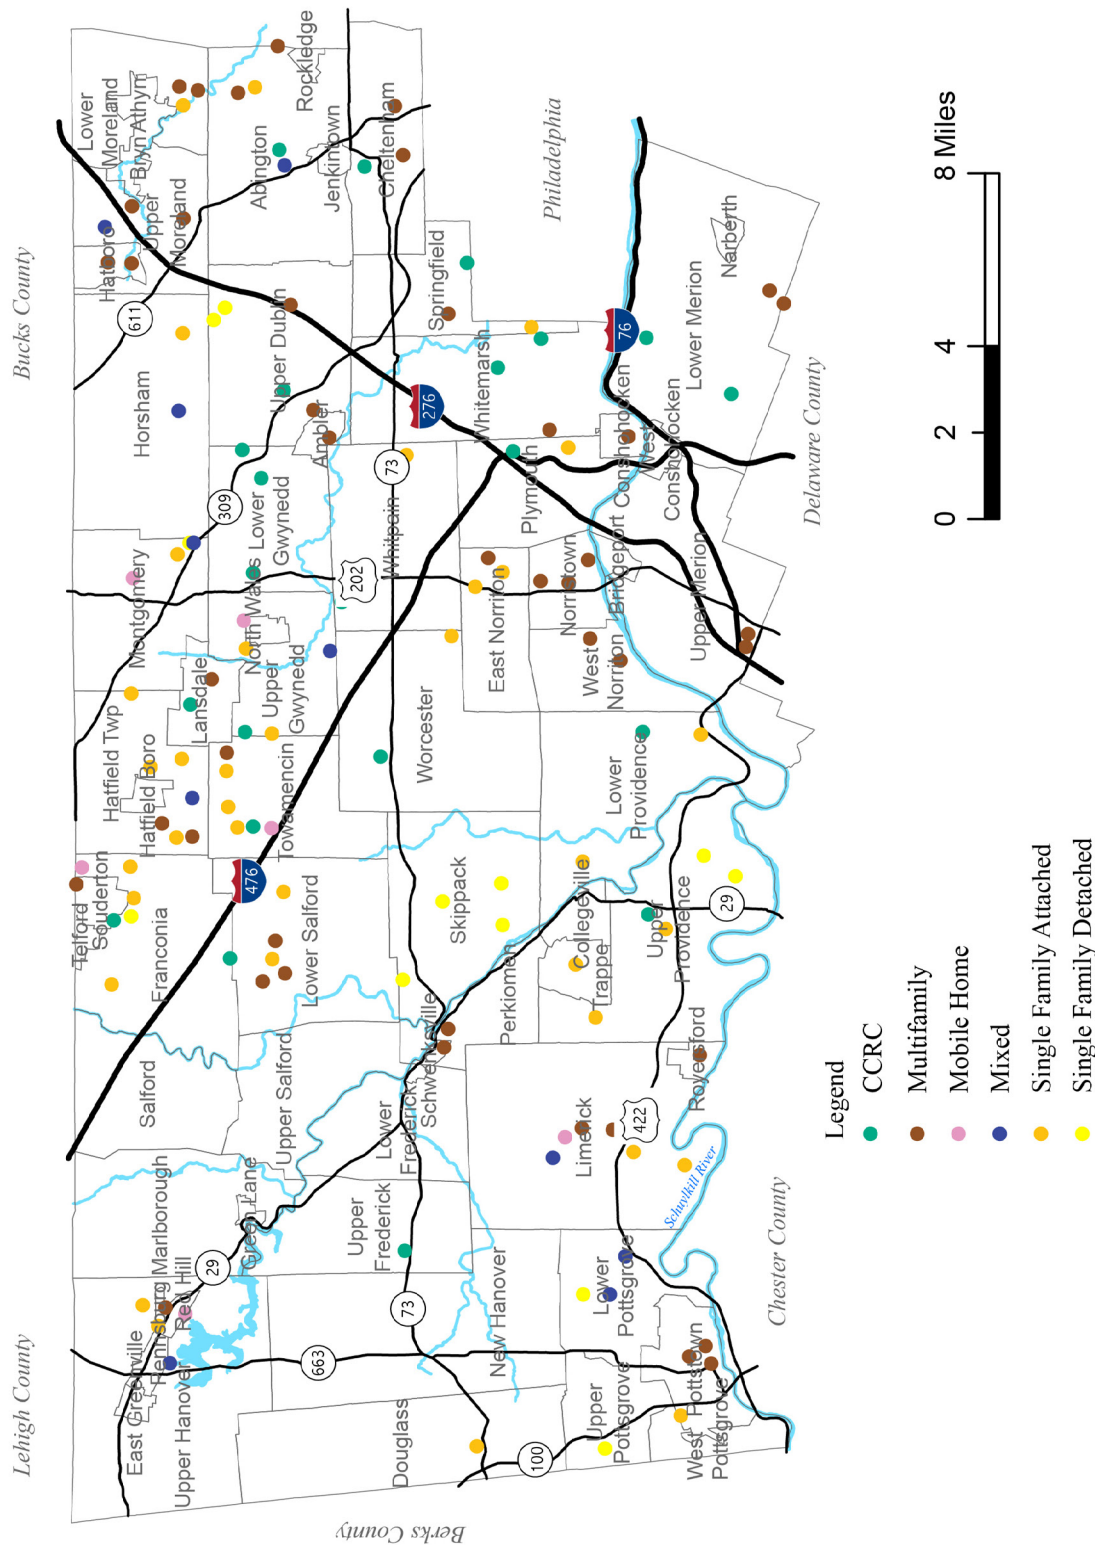 Lehigh County
Bucks County
Berks County
Philadelphia
Delaware County
Chester County
East Greenville
Pennsburg
Red Hill
Upper Hanover
Marlborough
Green Lane
Salford
Upper Salford
Lower
Frederick
Upper
Frederick
Schwenksville
Telford
Souderton
Franconia
Lower Salford
Hatfield Twp
Hatfield Boro
Lansdale
Towamencin
Montgomery
North Wales
Lower
Gwynedd
Upper
Gwynedd
Horsham
Hatboro
Upper
Moreland
Lower
Moreland
Bryn Athyn
Abington
Rockledge
Jenkintown
Cheltenham
Upper Dublin
Ambler
Springfield
Whitemarsh
Whitpain
Worcester
Skippack
Perkiomen
Plymouth
Conshohocken
West
Conshohocken
Lower Merion
Narberth
East Norriton
Norristown
Bridgeport
West
Norriton
Upper Merion
Lower
Providence
Collegeville
Trappe
Upper
Providence
Royersford
Limerick
New Hanover
Douglass
Upper
Pottsgrove
Lower
Pottsgrove
Pottstown
West
Pottsgrove
Schuylkill River
29
663
73
100
422
29
476
202
73
309
611
276
76
0
2
4
8 Miles
Legend
CCRC
Multifamily
Mobile Home
Mixed
Single Family Attached
Single Family Detached